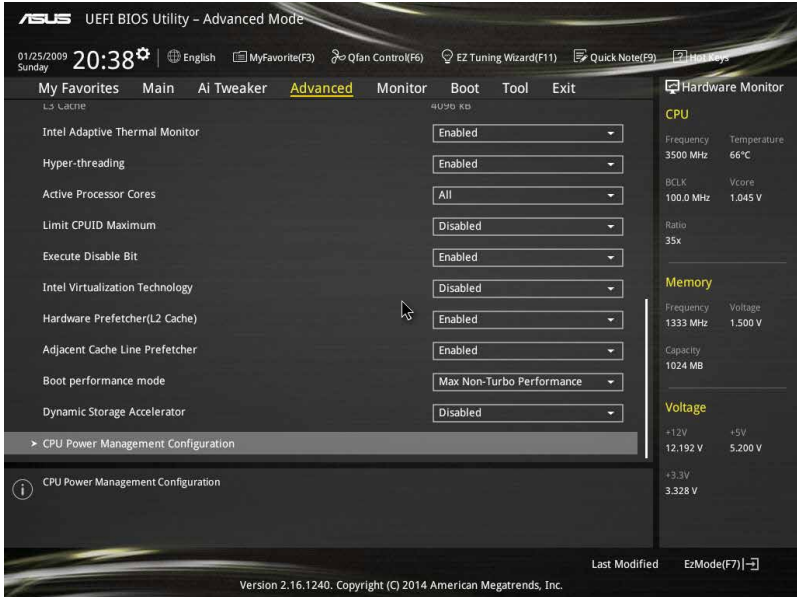 ASUS UEFI BIOS Utility – Advanced Mode
01/25/2009
Sunday
20:38
English
MyFavorite(F3)
Qfan Control(F6)
EZ Tuning Wizard(F11)
Quick Note(F9)
Hot Keys
My Favorites Main Ai Tweaker Advanced Monitor Boot Tool Exit
L3 Cache 4096 KB
Intel Adaptive Thermal Monitor Enabled
Hyper-threading Enabled
Active Processor Cores All
Limit CPUID Maximum Disabled
Execute Disable Bit Enabled
Intel Virtualization Technology Disabled
Hardware Prefetcher(L2 Cache) Enabled
Adjacent Cache Line Prefetcher Enabled
Boot performance mode Max Non-Turbo Performance
Dynamic Storage Accelerator Disabled
> CPU Power Management Configuration
CPU Power Management Configuration
Hardware Monitor
CPU
Frequency Temperature
3500 MHz 66°C
BCLK Vcore
100.0 MHz 1.045 V
Ratio
35x
Memory
Frequency Voltage
1333 MHz 1.500 V
Capacity
1024 MB
Voltage
+12V +5V
12.192 V 5.200 V
+3.3V
3.328 V
Last Modified EzMode(F7)
Version 2.16.1240. Copyright (C) 2014 American Megatrends, Inc.